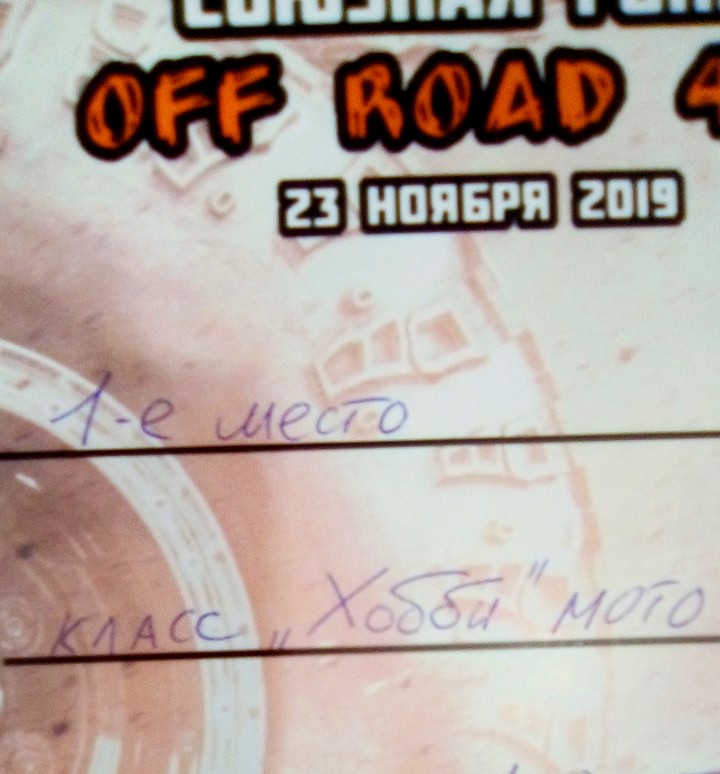 OFF ROAD
23 НОЯБРЯ 2019
1-е место
класс „Хобби" мото